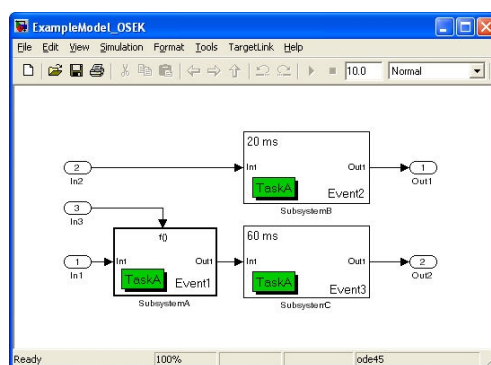 ExampleModel_OSEK
File Edit View Simulation Format Tools TargetLink Help
10.0 Normal
20 ms
2
In1
Out1
1
In2
TaskA
Event2
Out1
SubsystemB
3
In3
f()
60 ms
1
In1
Out1
In1
Out1
2
In1
TaskA
Event1
TaskA
Event3
Out2
SubsystemA
SubsystemC
Ready 100% ode45